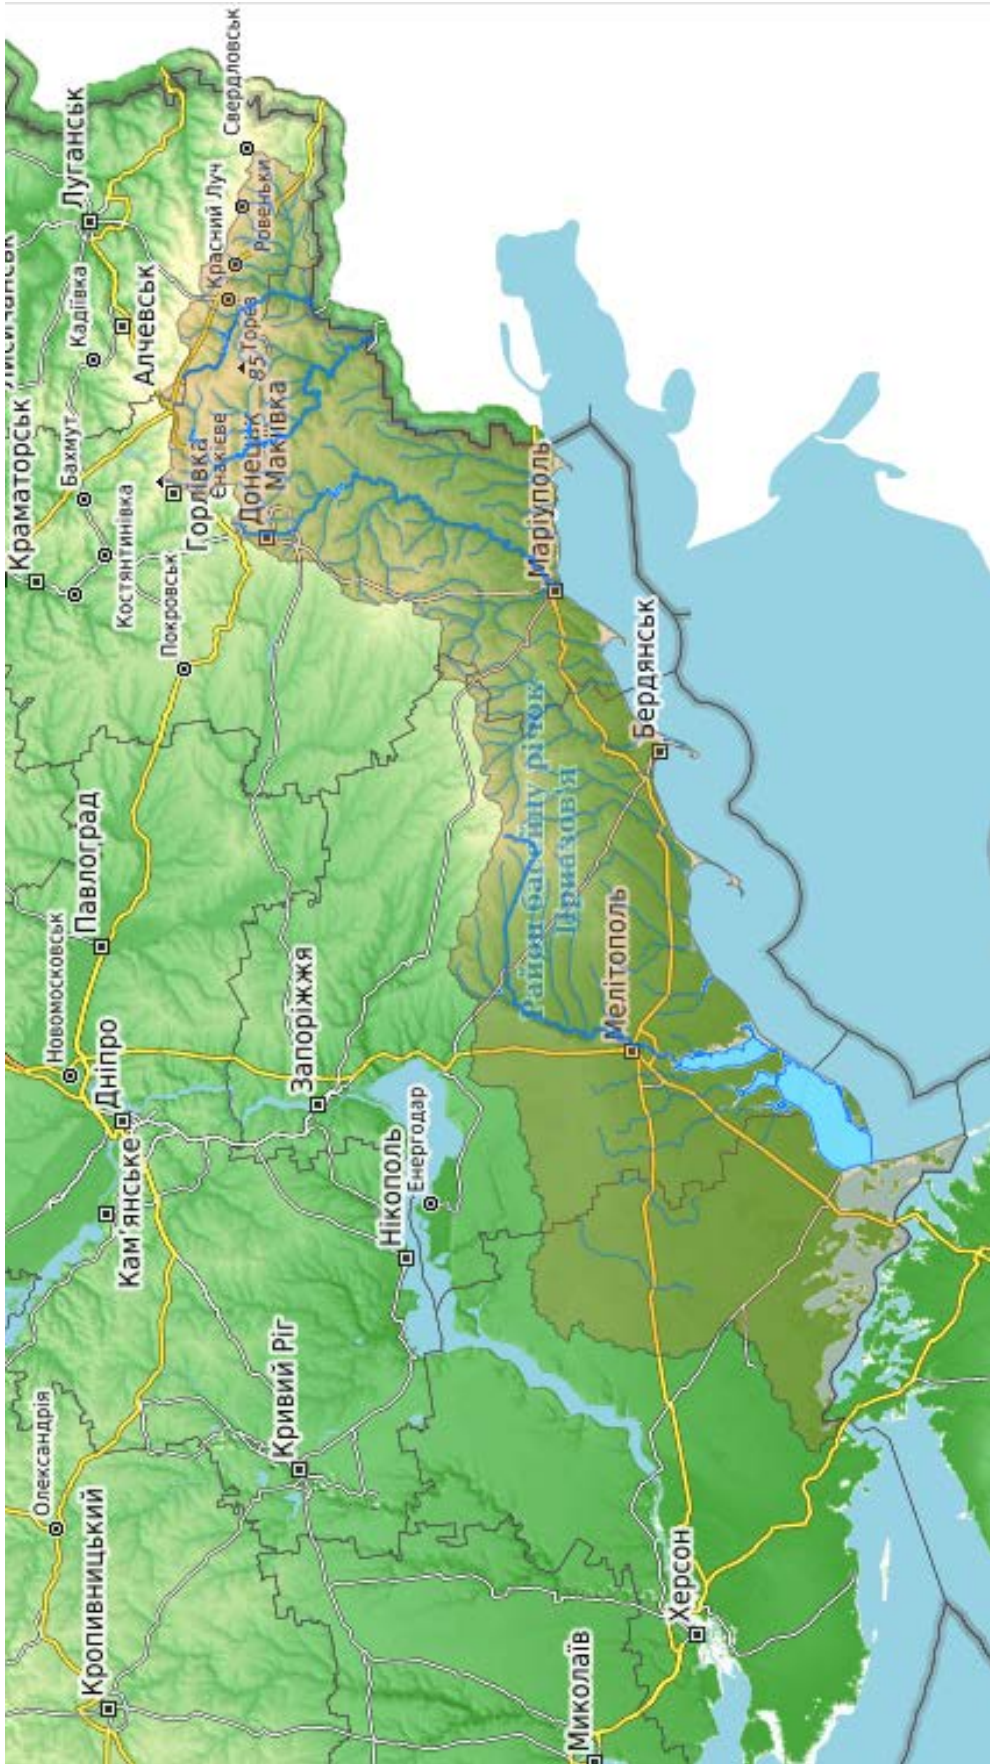 Кропивницький
Олександрія
Миколаїв
Херсон
Кривий Ріг
Кам'янське
Дніпро
Новомосковськ
Павлоград
Нікополь
Енергодар
Запоріжжя
Мелітополь
Район басейну річок
Приазов'я
Бердянськ
Маріуполь
Покровськ
Костянтинівка
Краматорськ
Бахмут
Горлівка
Єнакієве
Донецьк
Макіївка
Торез
Алчевськ
Кадіївка
Луганськ
Красний Луч
Ровеньки
Свердловськ